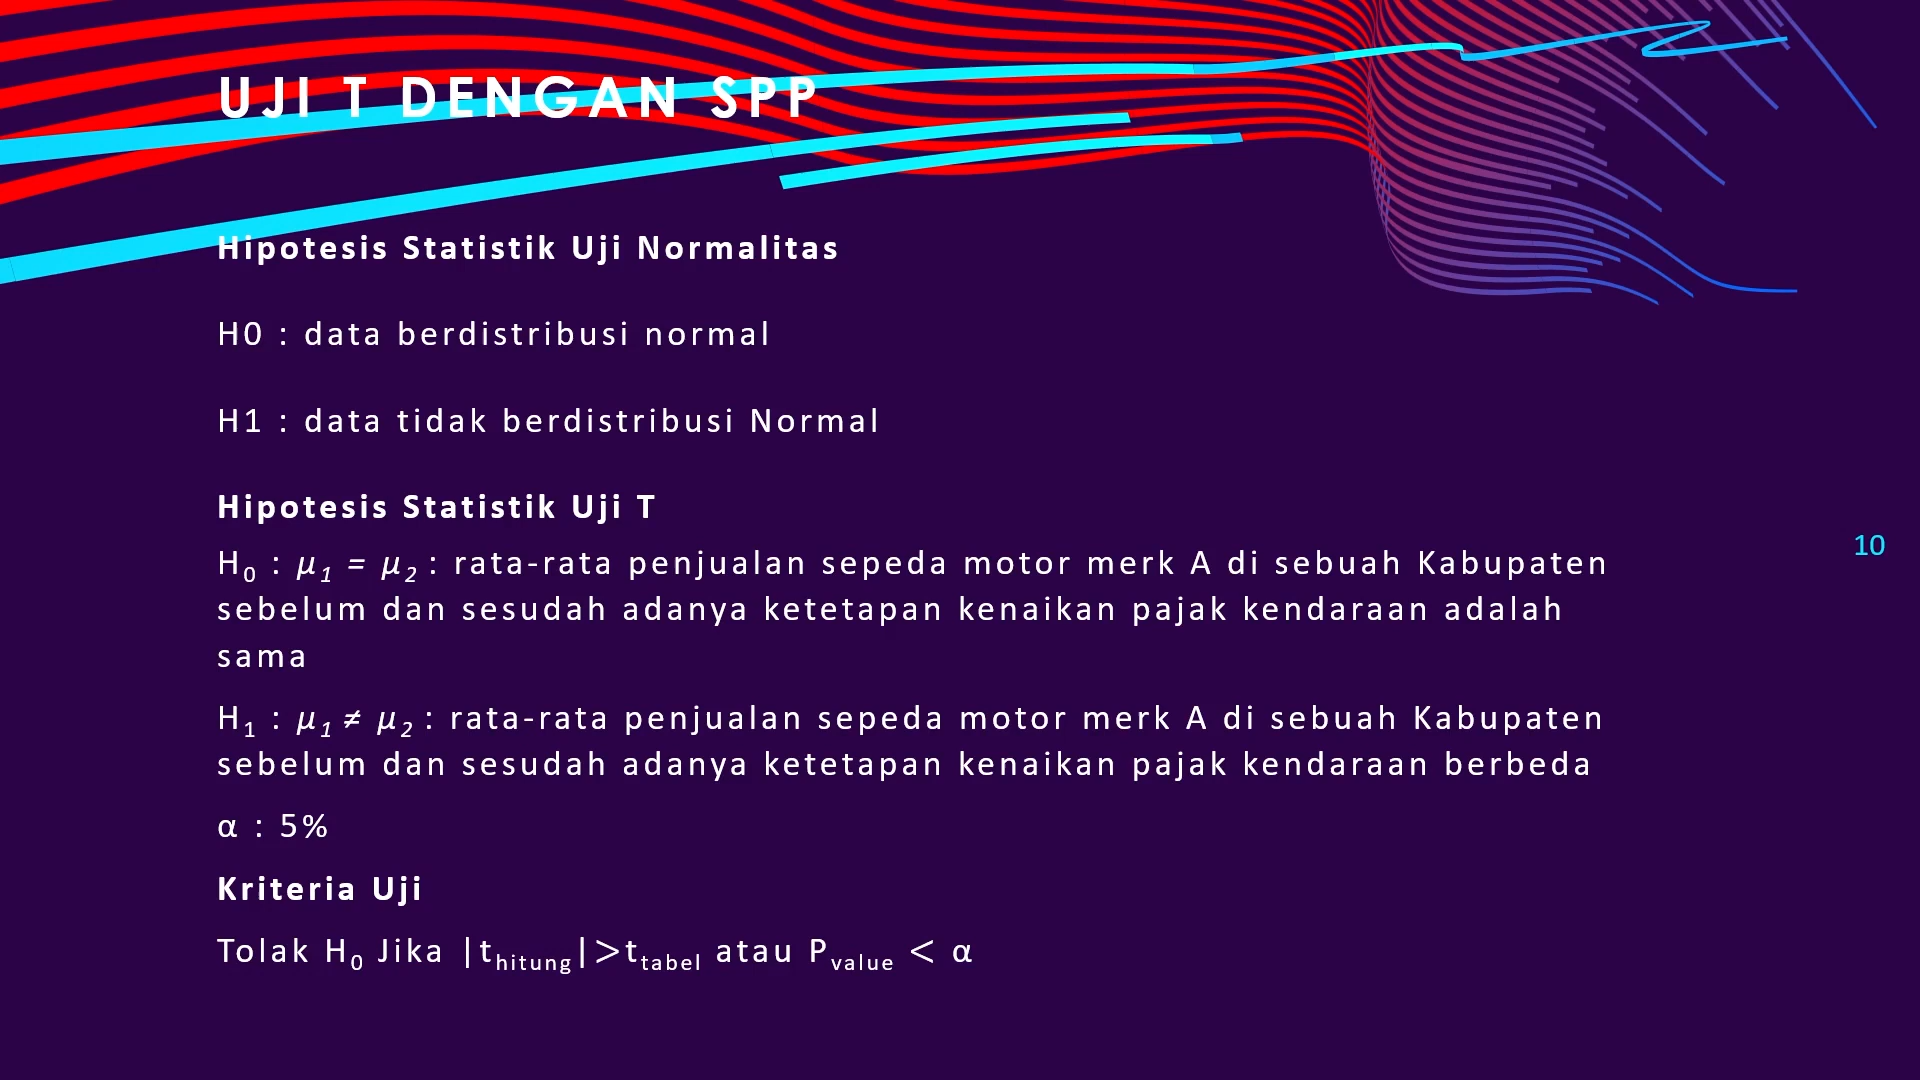 UJI T DENGAN SPP
Hipotesis Statistik Uji Normalitas
H0 : data berdistribusi normal
H1 : data tidak berdistribusi Normal
Hipotesis Statistik Uji T
H₀ : μ₁ = μ₂ : rata-rata penjualan sepeda motor merk A di sebuah Kabupaten
sebelum dan sesudah adanya ketetapan kenaikan pajak kendaraan adalah
sama
H₁ : μ₁ ≠ μ₂ : rata-rata penjualan sepeda motor merk A di sebuah Kabupaten
sebelum dan sesudah adanya ketetapan kenaikan pajak kendaraan berbeda
α : 5%
Kriteria Uji
Tolak H₀ Jika |t_hitung|>t_tabel atau P_value < α
10